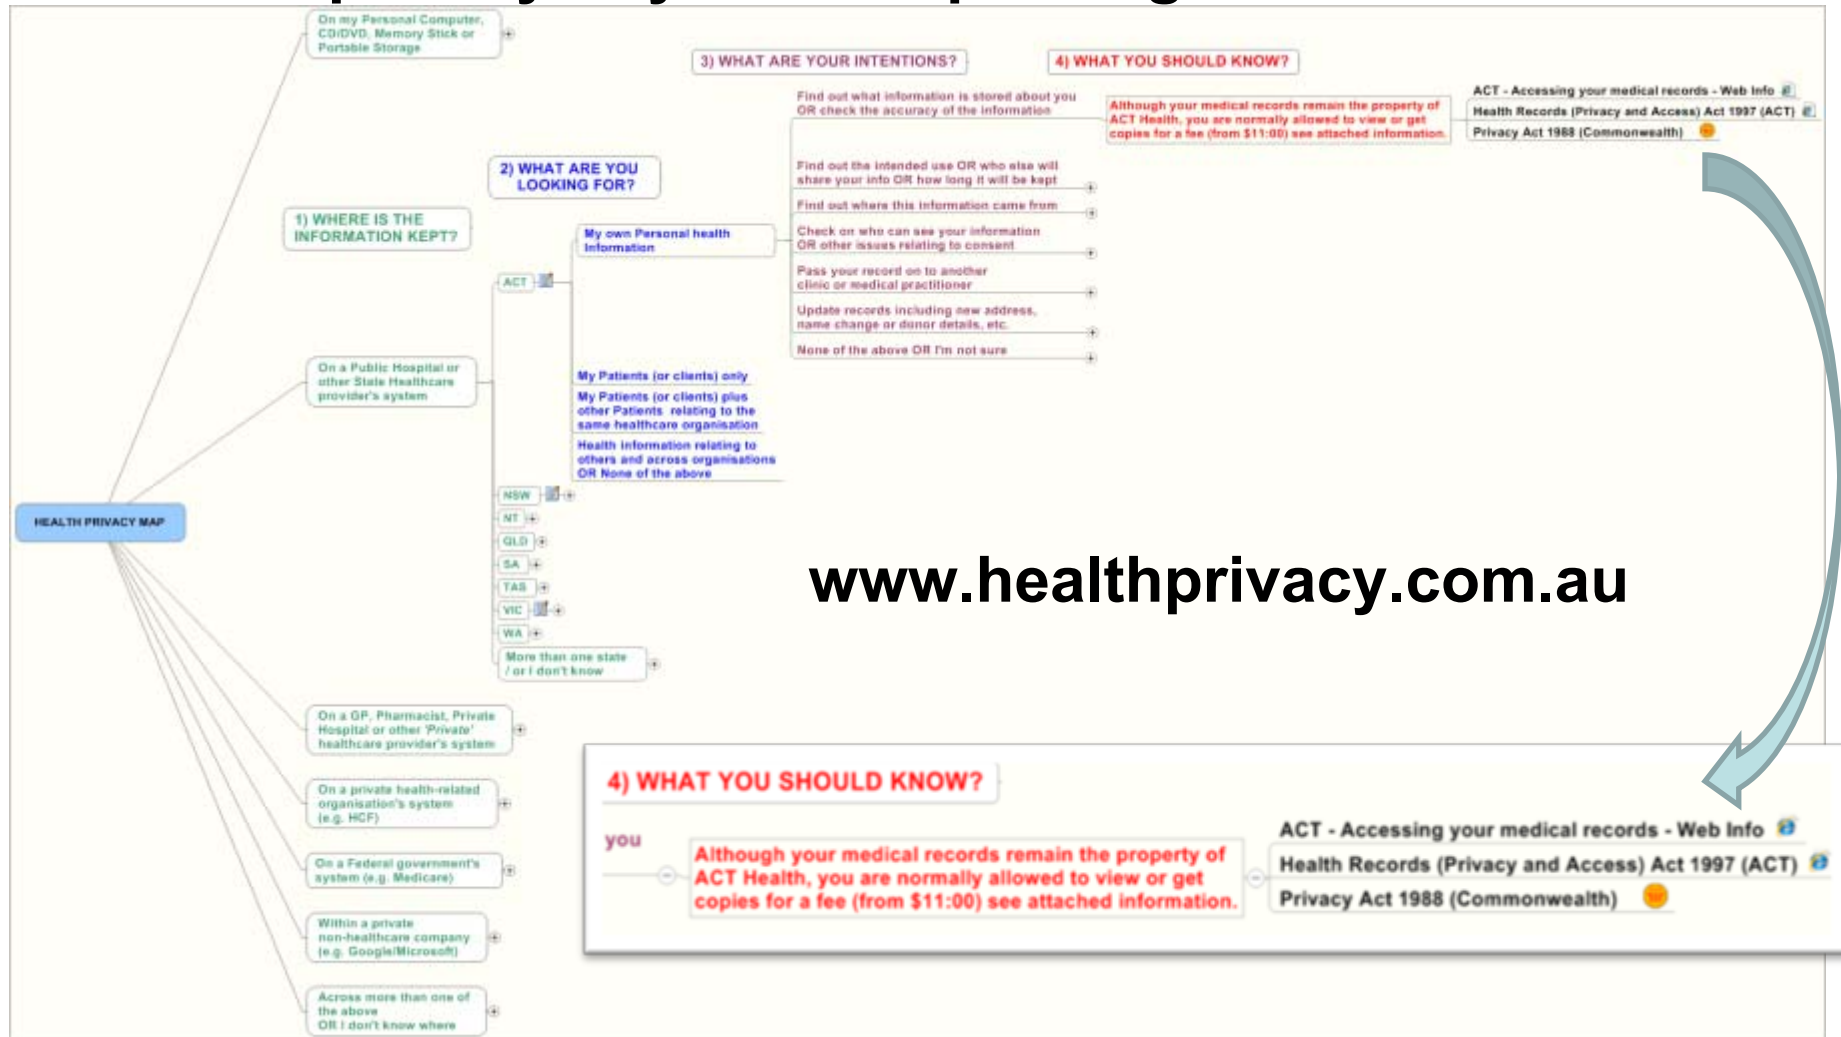 On my Personal Computer,
CD/DVD, Memory Stick or
Portable Storage
3) WHAT ARE YOUR INTENTIONS?
4) WHAT YOU SHOULD KNOW?
Find out what information is stored about you
OR check the accuracy of the information
Although your medical records remain the property of
ACT Health, you are normally allowed to view or get
copies for a fee (from $11:00) see attached information.
ACT - Accessing your medical records - Web Info
Health Records (Privacy and Access) Act 1997 (ACT)
Privacy Act 1988 (Commonwealth)
2) WHAT ARE YOU
LOOKING FOR?
Find out the intended use OR who else will
share your info OR how long it will be kept
Find out where this information came from
1) WHERE IS THE
INFORMATION KEPT?
My own Personal health
Information
Check on who can see your information
OR other issues relating to consent
ACT
Pass your record on to another
clinic or medical practitioner
Update records including new address,
name change or donor details, etc.
None of the above OR I'm not sure
On a Public Hospital or
other State Healthcare
provider's system
My Patients (or clients) only
My Patients (or clients) plus
other Patients relating to the
same healthcare organisation
Health information relating to
others and across organisations
OR None of the above
HEALTH PRIVACY MAP
NSW
NT
QLD
SA
TAS
VIC
WA
More than one state
/ or I don't know
www.healthprivacy.com.au
On a GP, Pharmacist, Private
Hospital or other 'Private'
healthcare provider's system
On a private health-related
organisation's system
(e.g. HCF)
On a Federal government's
system (e.g. Medicare)
Within a private
non-healthcare company
(e.g. Google/Microsoft)
Across more than one of
the above
OR I don't know where
4) WHAT YOU SHOULD KNOW?
you
Although your medical records remain the property of
ACT Health, you are normally allowed to view or get
copies for a fee (from $11:00) see attached information.
ACT - Accessing your medical records - Web Info
Health Records (Privacy and Access) Act 1997 (ACT)
Privacy Act 1988 (Commonwealth)